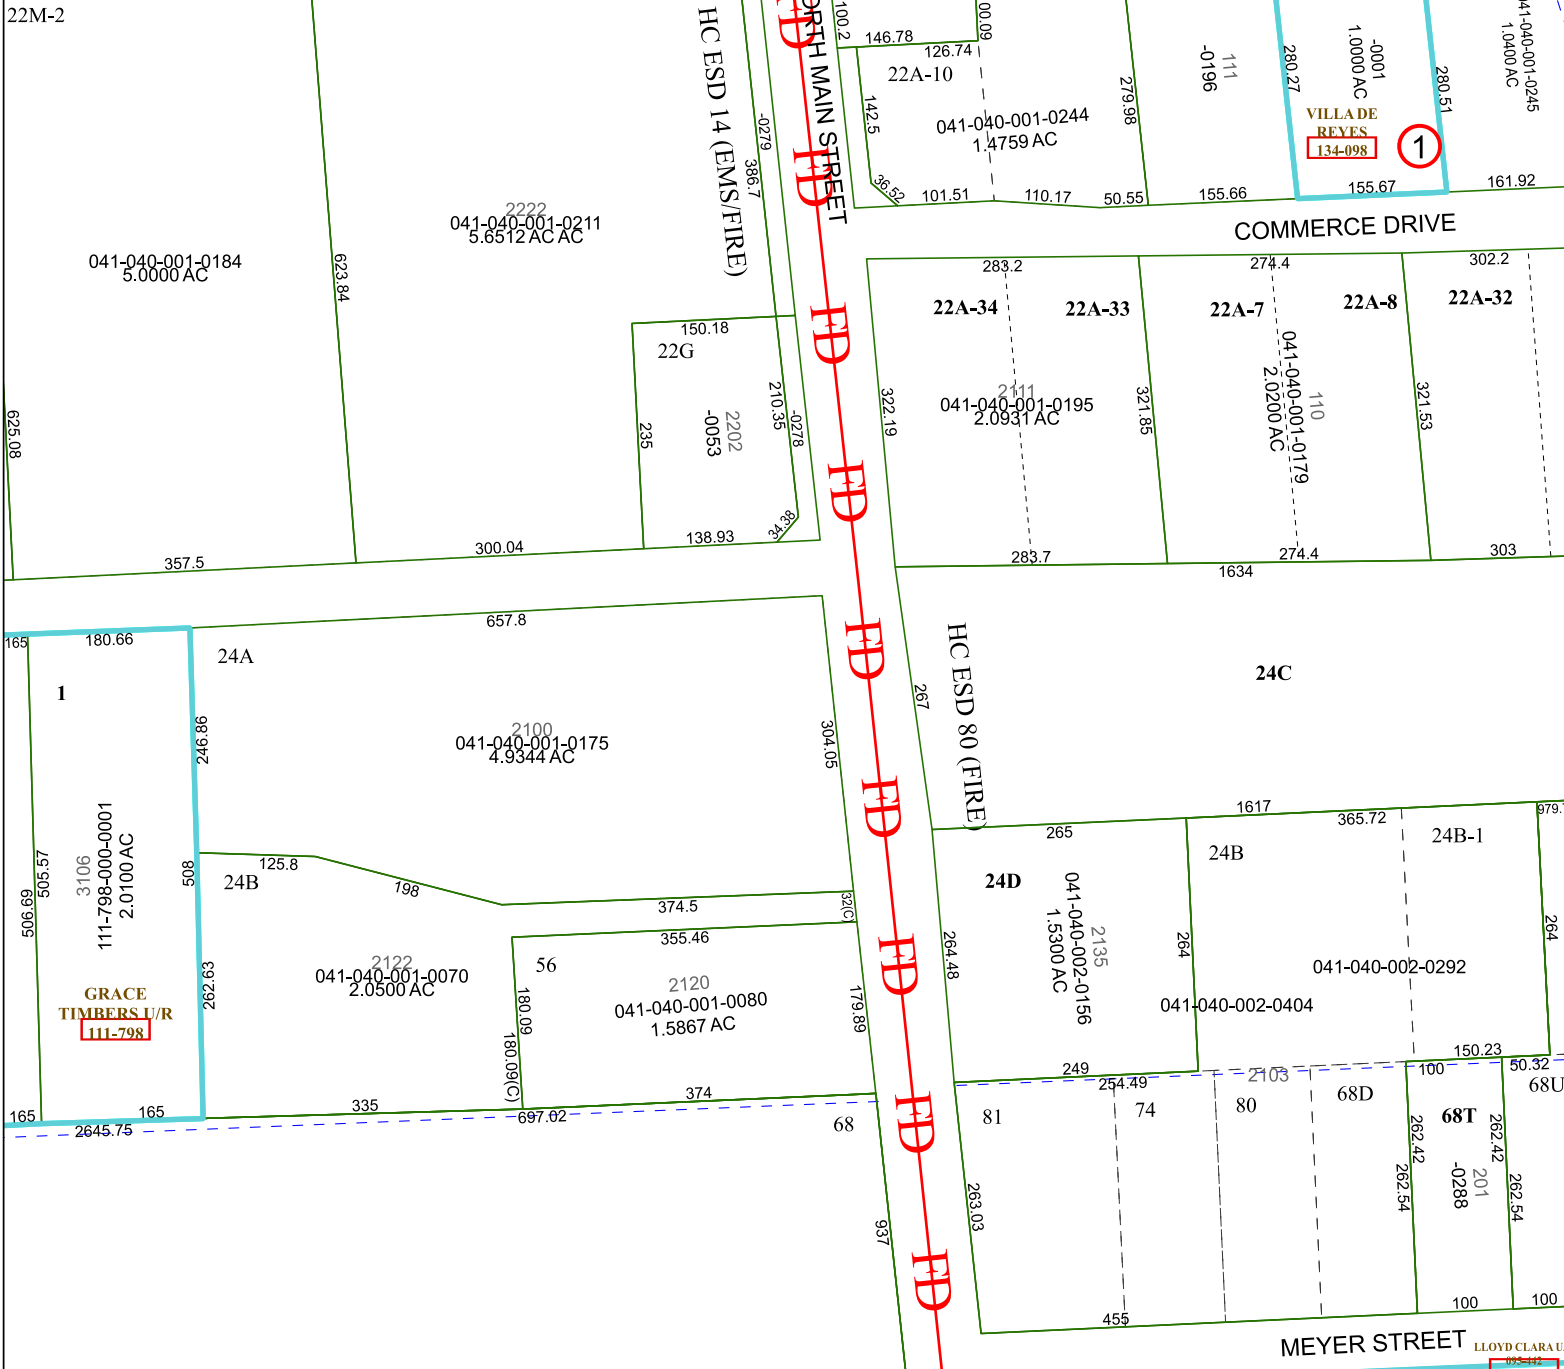 22M-2
HC ESD 14 (EMS/FIRE)
ORTH MAIN STREET
FD
100.2
146.78
126.74
00.09
22A-10
142.5
041-040-001-0244
1.4759 AC
36.52
101.51
110.17
50.55
279.98
111
-0196
155.66
280.27
-0001
1.0000 AC
VILLA DE
REYES
134-098
1
280.51
155.67
041-040-001-0245
1.0400 AC
161.92
COMMERCE DRIVE
-0279
386.7
FD
2222
041-040-001-0211
5.6512 AC AC
041-040-001-0184
5.0000 AC
623.84
625.08
150.18
22G
235
2202
-0053
210.35
-0278
34.38
138.93
300.04
357.5
FD
FD
283.2
22A-34
22A-33
322.19
2111
041-040-001-0195
2.0931 AC
321.85
283.7
274.4
22A-7
22A-8
110
041-040-001-0179
2.0200 AC
321.53
274.4
302.2
22A-32
303
1634
657.8
165
180.66
24A
1
246.86
2100
041-040-001-0175
4.9344 AC
304.05
FD
267
HC ESD 80 (FIRE)
24C
FD
3106
111-798-000-0001
2.0100 AC
505.57
506.69
508
262.63
GRACE
TIMBERS U/R
111-798
165
165
2645.75
125.8
198
24B
374.5
32(C)
355.46
56
2122
041-040-001-0070
2.0500 AC
2120
041-040-001-0080
1.5867 AC
180.09
180.09(C)
179.89
335
374
697.02
68
FD
1617
265
365.72
979.
24D
24B
24B-1
2135
041-040-002-0156
1.5300 AC
264.48
264
264
041-040-002-0292
041-040-002-0404
249
254.49
2103
150.23
100
50.32
81
74
80
68D
68T
68U
FD
263.03
937
262.42
262.54
201
-0288
262.42
262.54
FD
455
100
100
MEYER STREET
LLOYD CLARA U
095-442